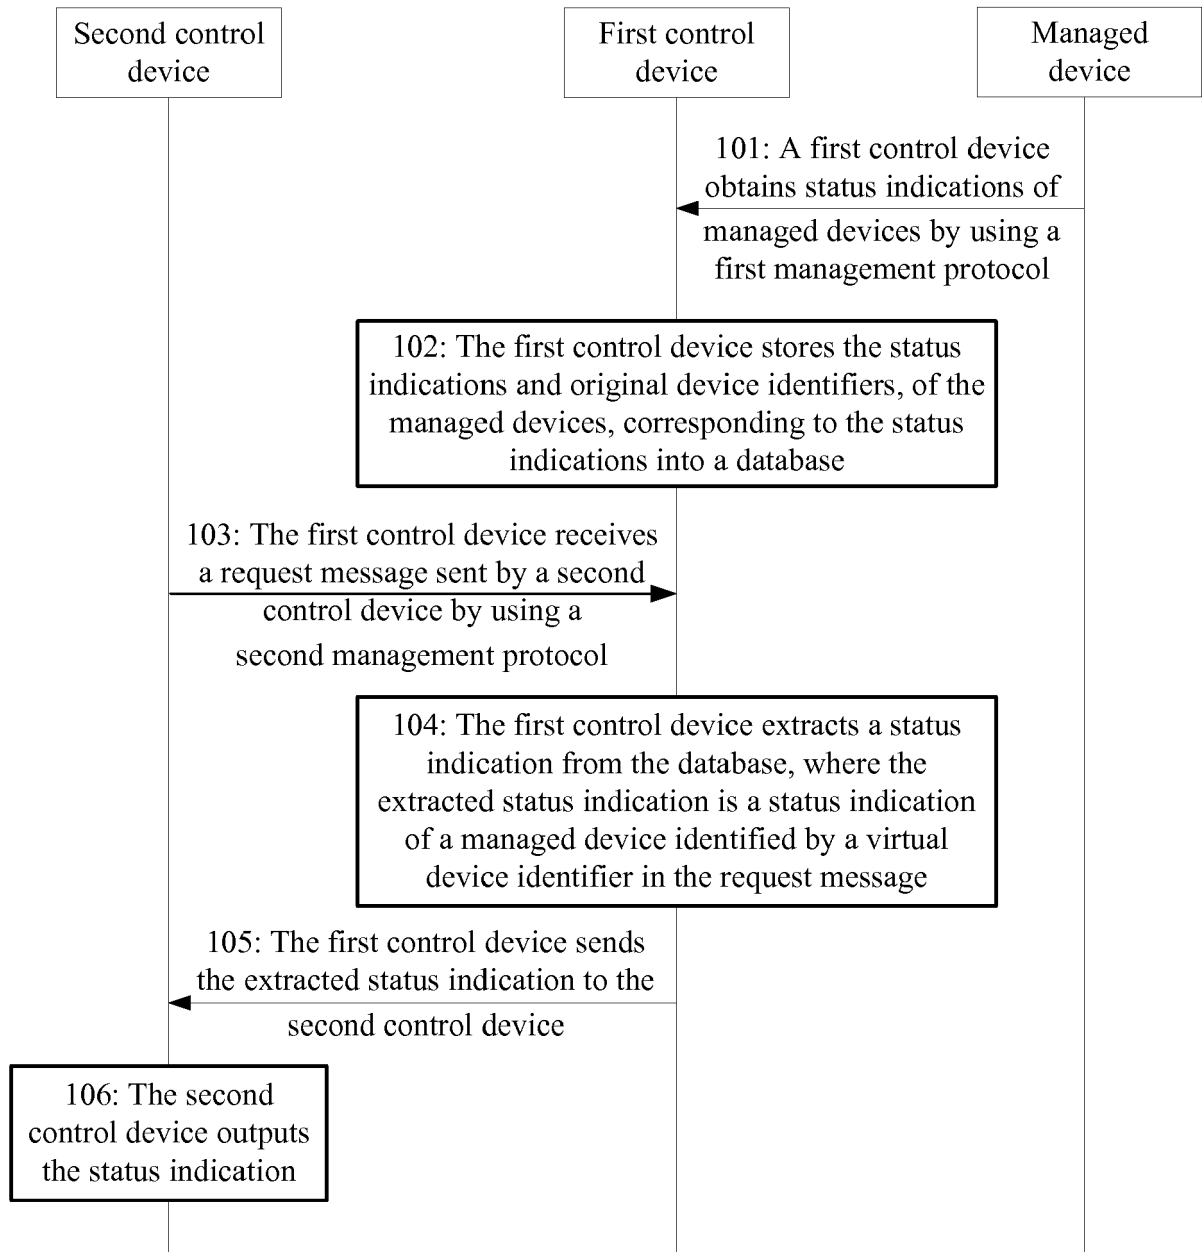 Second control
device
First control
device
Managed
device
101: A first control device
obtains status indications of
managed devices by using a
first management protocol
102: The first control device stores the status
indications and original device identifiers, of the
managed devices, corresponding to the status
indications into a database
103: The first control device receives
a request message sent by a second
control device by using a
second management protocol
104: The first control device extracts a status
indication from the database, where the
extracted status indication is a status indication
of a managed device identified by a virtual
device identifier in the request message
105: The first control device sends
the extracted status indication to the
second control device
106: The second
control device outputs
the status indication